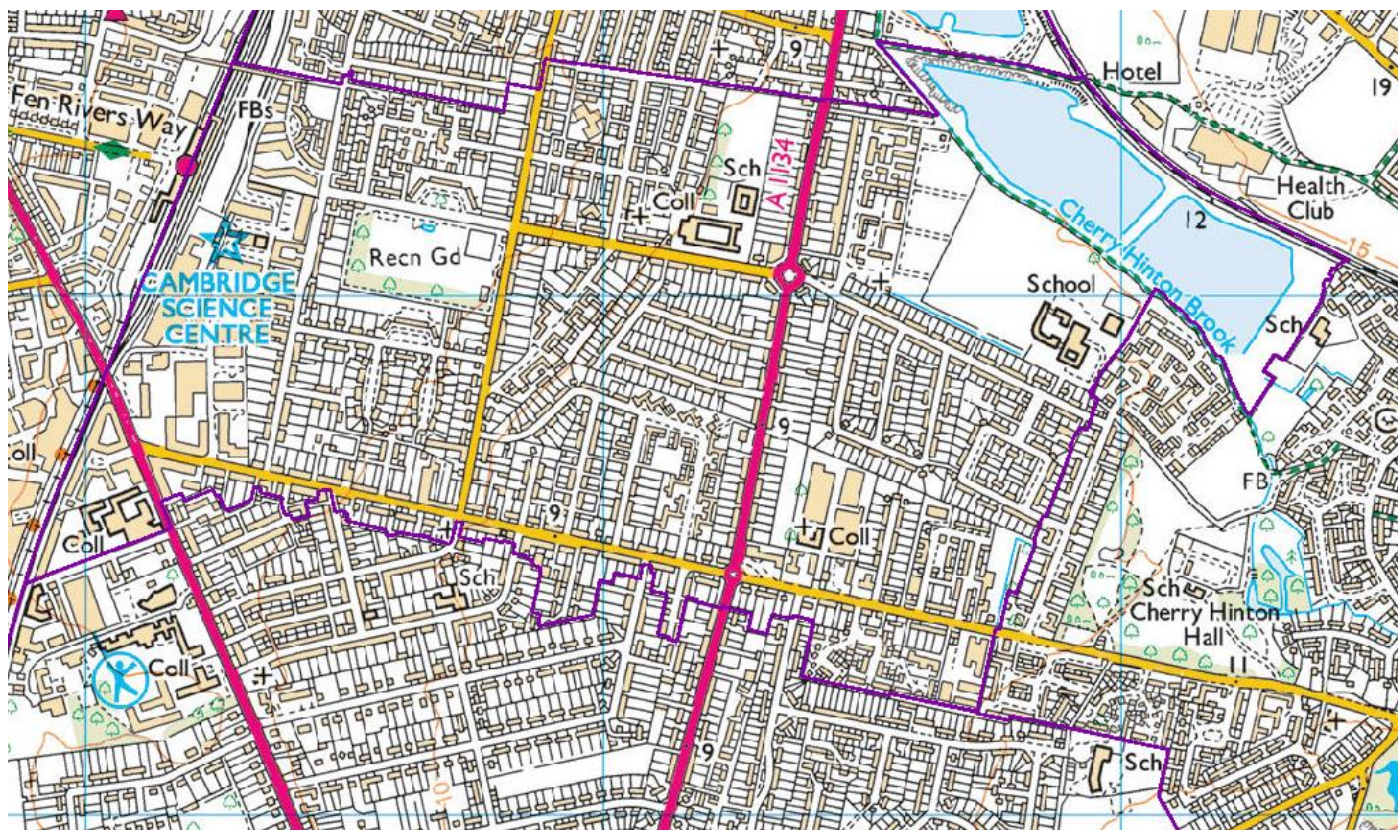 9
9
Hotel
19
Fen Rivers Way
FBs
Sch
A1134
Coll
Health
Club
12
15
Cherry Hinton Brook
Recn Gd
CAMBRIDGE
SCIENCE
CENTRE
School
Sch
9
oll
FB
9
Coll
Coll
Sch
Sch
Cherry Hinton
Hall
11
Coll
9
Sch
10